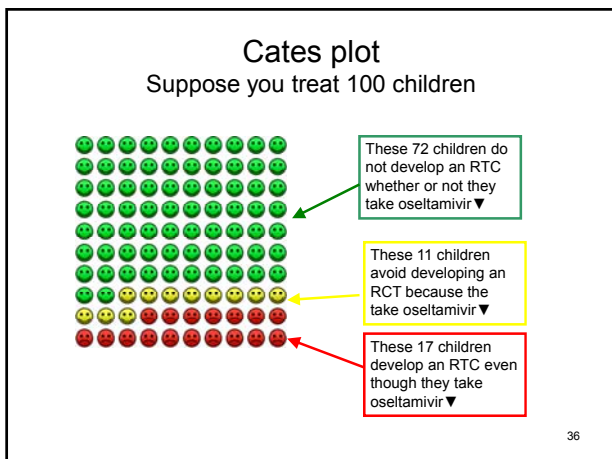 Cates plot
Suppose you treat 100 children
These 72 children do
not develop an RTC
whether or not they
take oseltamivir▼
These 11 children
avoid developing an
RCT because the
take oseltamivir▼
These 17 children
develop an RTC even
though they take
oseltamivir▼
36